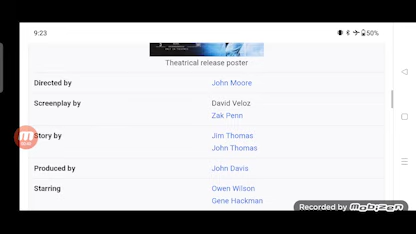 9:23
50%
Theatrical release poster
Directed by John Moore
Screenplay by David Veloz
Zak Penn
Story by Jim Thomas
John Thomas
Produced by John Davis
Starring Owen Wilson
Gene Hackman
Recorded by Mobizen